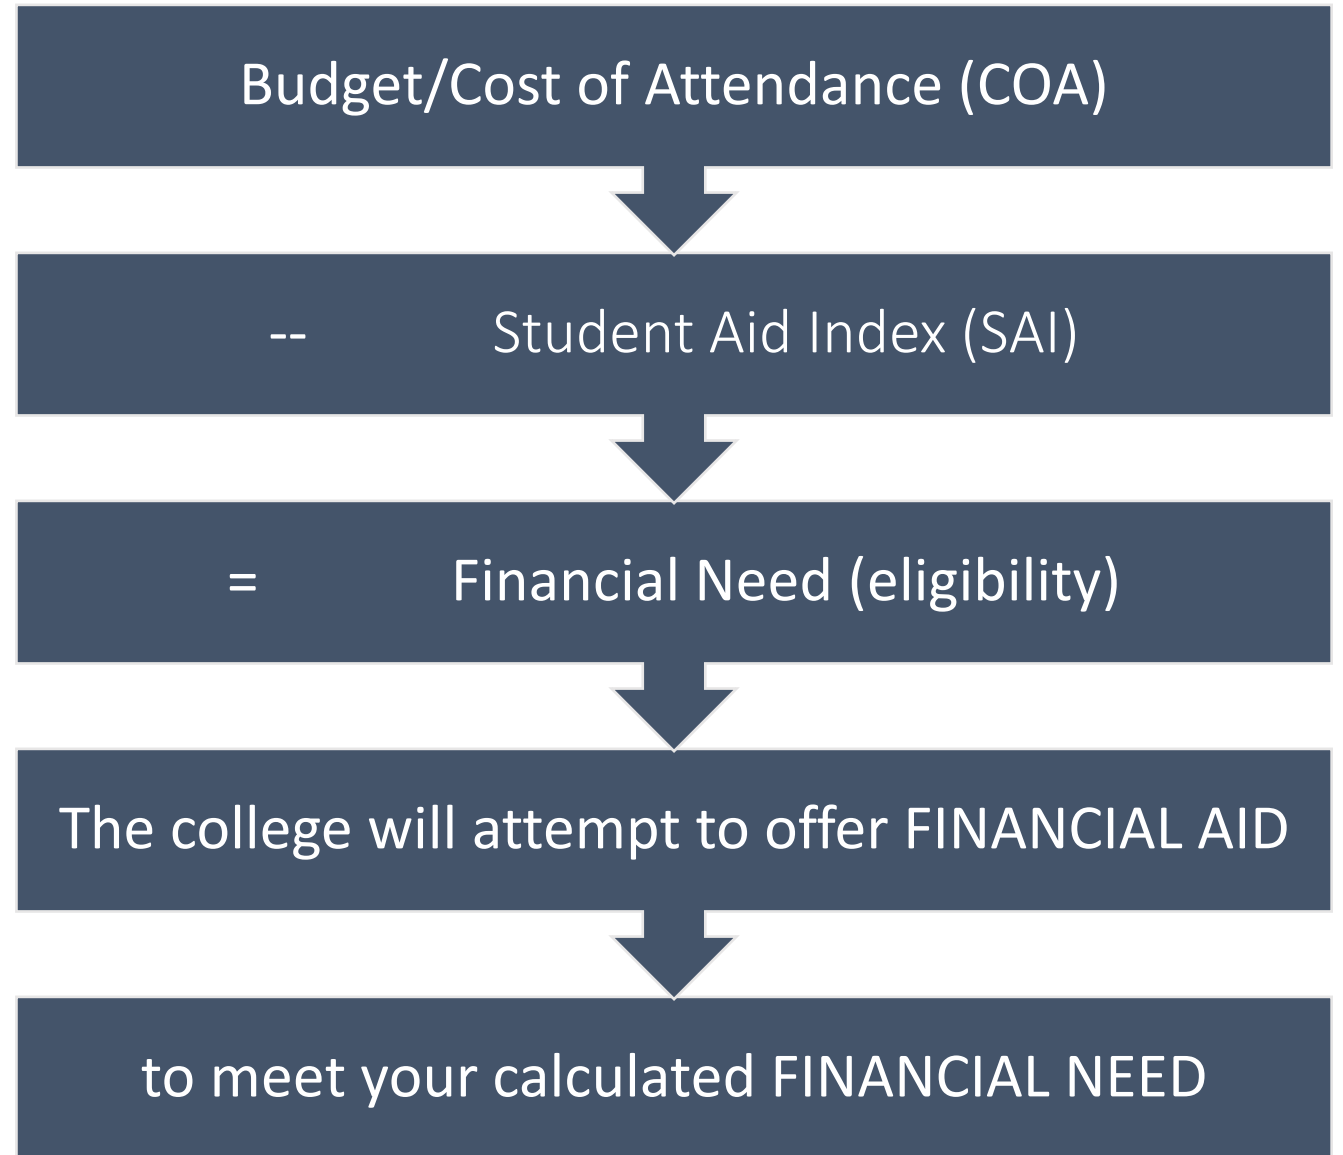 Budget/Cost of Attendance (COA)
-- Student Aid Index (SAI)
= Financial Need (eligibility)
The college will attempt to offer FINANCIAL AID
to meet your calculated FINANCIAL NEED